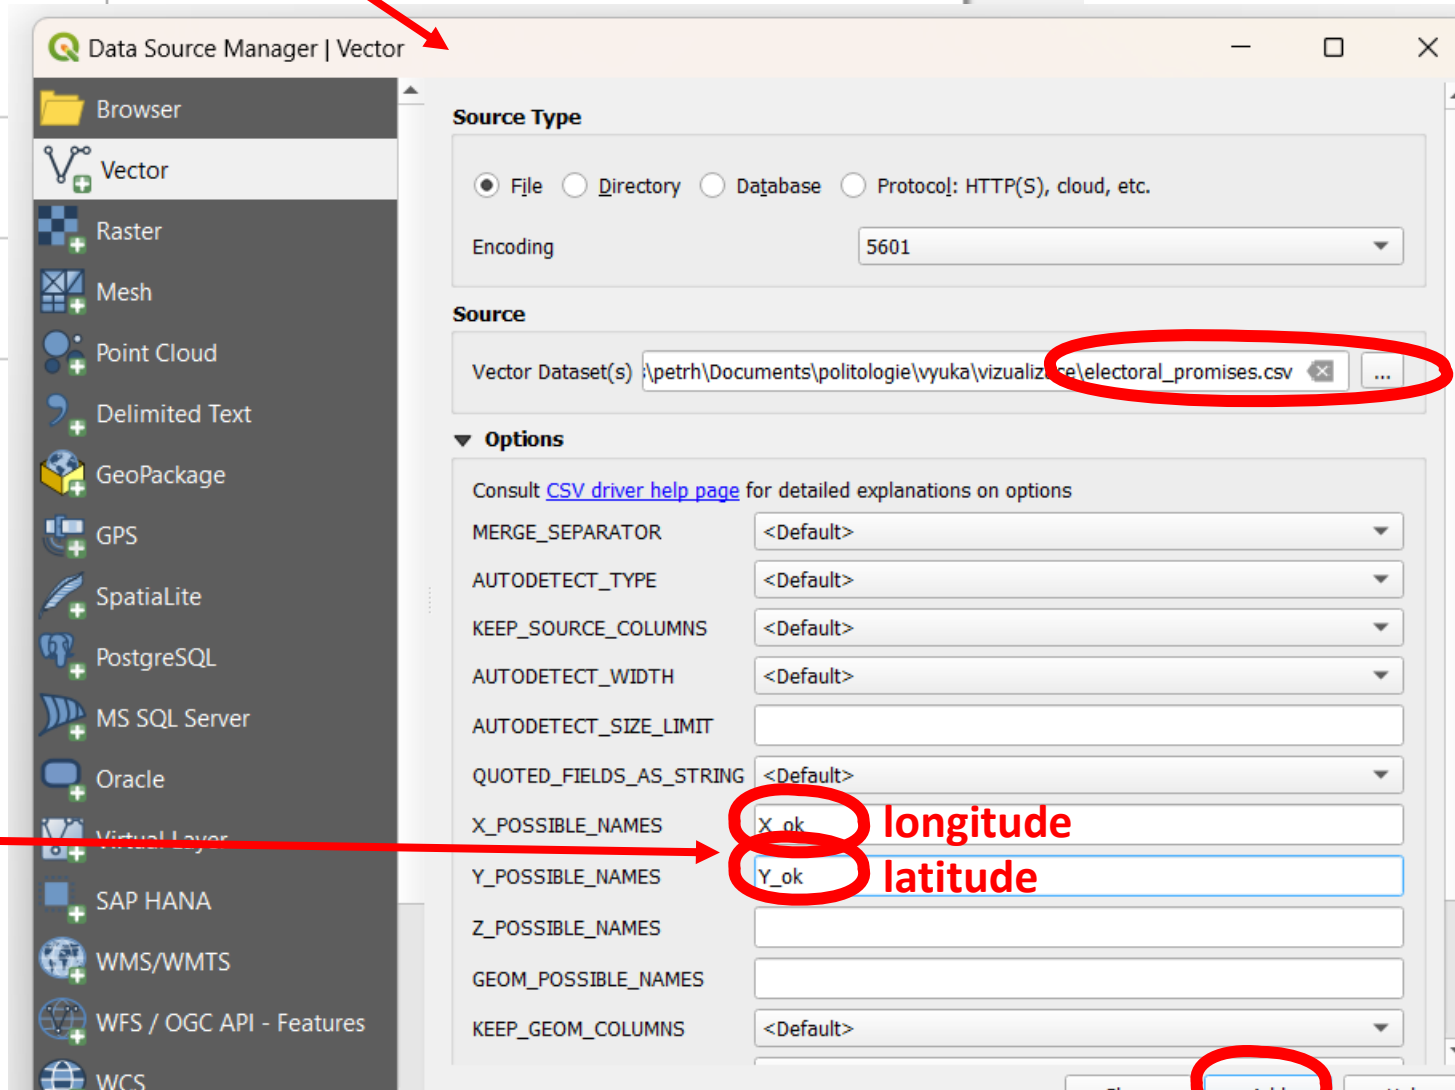 Data Source Manager | Vector
Browser
Vector
Raster
Mesh
Point Cloud
Delimited Text
GeoPackage
GPS
SpatiaLite
PostgreSQL
MS SQL Server
Oracle
Virtual Layer
SAP HANA
WMS/WMTS
WFS / OGC API - Features
WCS
Source Type
File Directory Database Protocol: HTTP(S), cloud, etc.
Encoding 5601
Source
Vector Dataset(s) :\petrh\Documents\politologie\vyuka\vizualizace\electoral_promises.csv ...
Options
Consult CSV driver help page for detailed explanations on options
MERGE_SEPARATOR <Default>
AUTODETECT_TYPE <Default>
KEEP_SOURCE_COLUMNS <Default>
AUTODETECT_WIDTH <Default>
AUTODETECT_SIZE_LIMIT
QUOTED_FIELDS_AS_STRING <Default>
X_POSSIBLE_NAMES X_ok longitude
Y_POSSIBLE_NAMES Y_ok latitude
Z_POSSIBLE_NAMES
GEOM_POSSIBLE_NAMES
KEEP_GEOM_COLUMNS <Default>